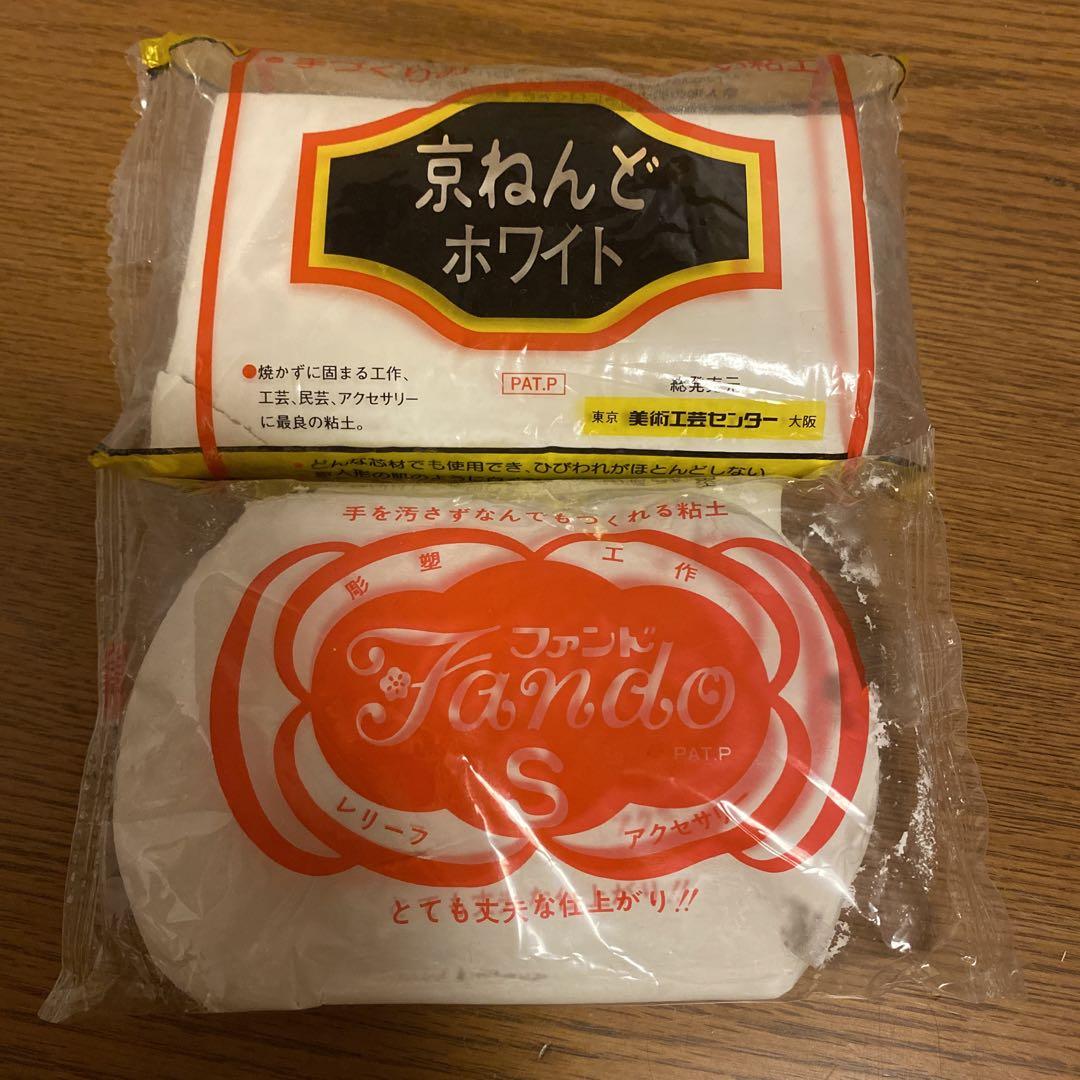 京ねんど
ホワイト
●焼かずに固まる工作、
工芸、民芸、アクセサリー
に最良の粘土。
PAT.P
総発売元
東京 美術工芸センター 大阪
●どんな芯材でも使用でき、ひびわれがほとんどしない
手を汚さずなんでもつくれる粘土
彫塑 工作
ファンド
Fando
S
PAT.P
レリーフ アクセサリー
とても丈夫な仕上がり!!